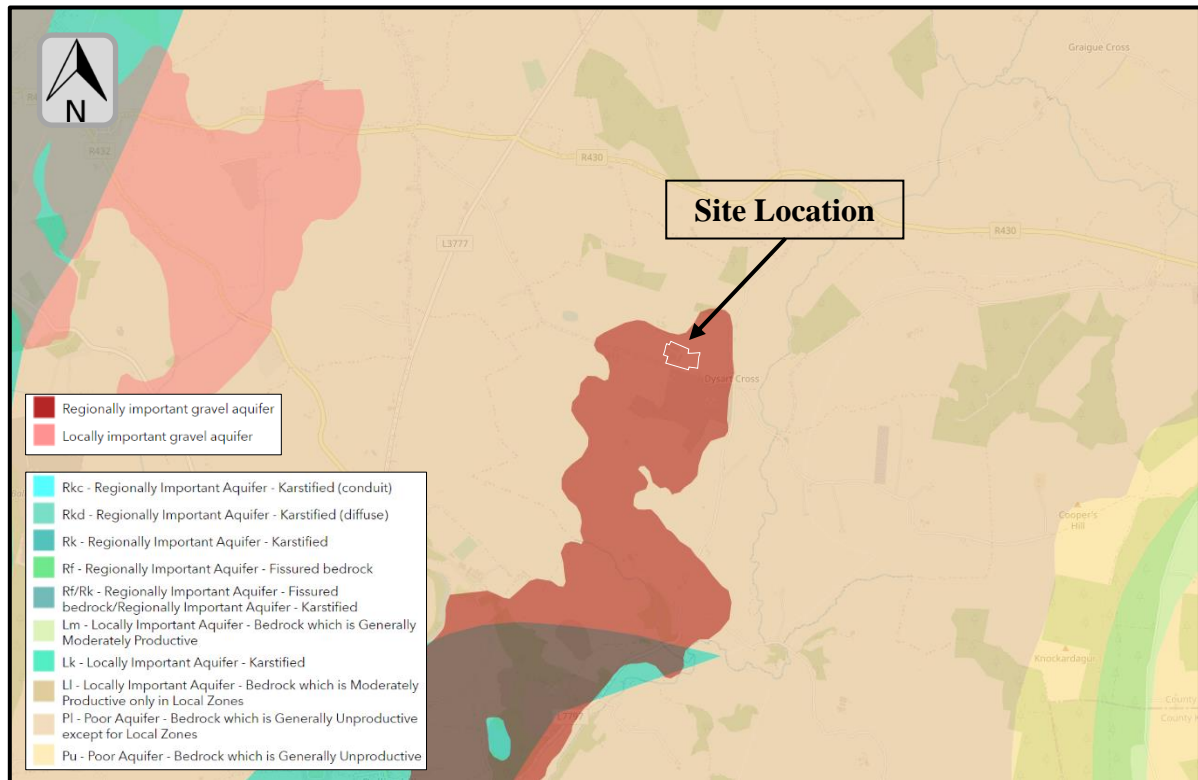 N
Graigue Cross
R432
R430
Site Location
L3777
R430
Dysart Cross
Regionally important gravel aquifer
Locally important gravel aquifer
Rkc - Regionally Important Aquifer - Karstified (conduit)
Rkd - Regionally Important Aquifer - Karstified (diffuse)
Rk - Regionally Important Aquifer - Karstified
Rf - Regionally Important Aquifer - Fissured bedrock
Rf/Rk - Regionally Important Aquifer - Fissured
bedrock/Regionally Important Aquifer - Karstified
Lm - Locally Important Aquifer - Bedrock which is Generally
Moderately Productive
Lk - Locally Important Aquifer - Karstified
Ll - Locally Important Aquifer - Bedrock which is Moderately
Productive only in Local Zones
Pl - Poor Aquifer - Bedrock which is Generally Unproductive
except for Local Zones
Pu - Poor Aquifer - Bedrock which is Generally Unproductive
Cooper's
Hill
Knockardagur
County
County